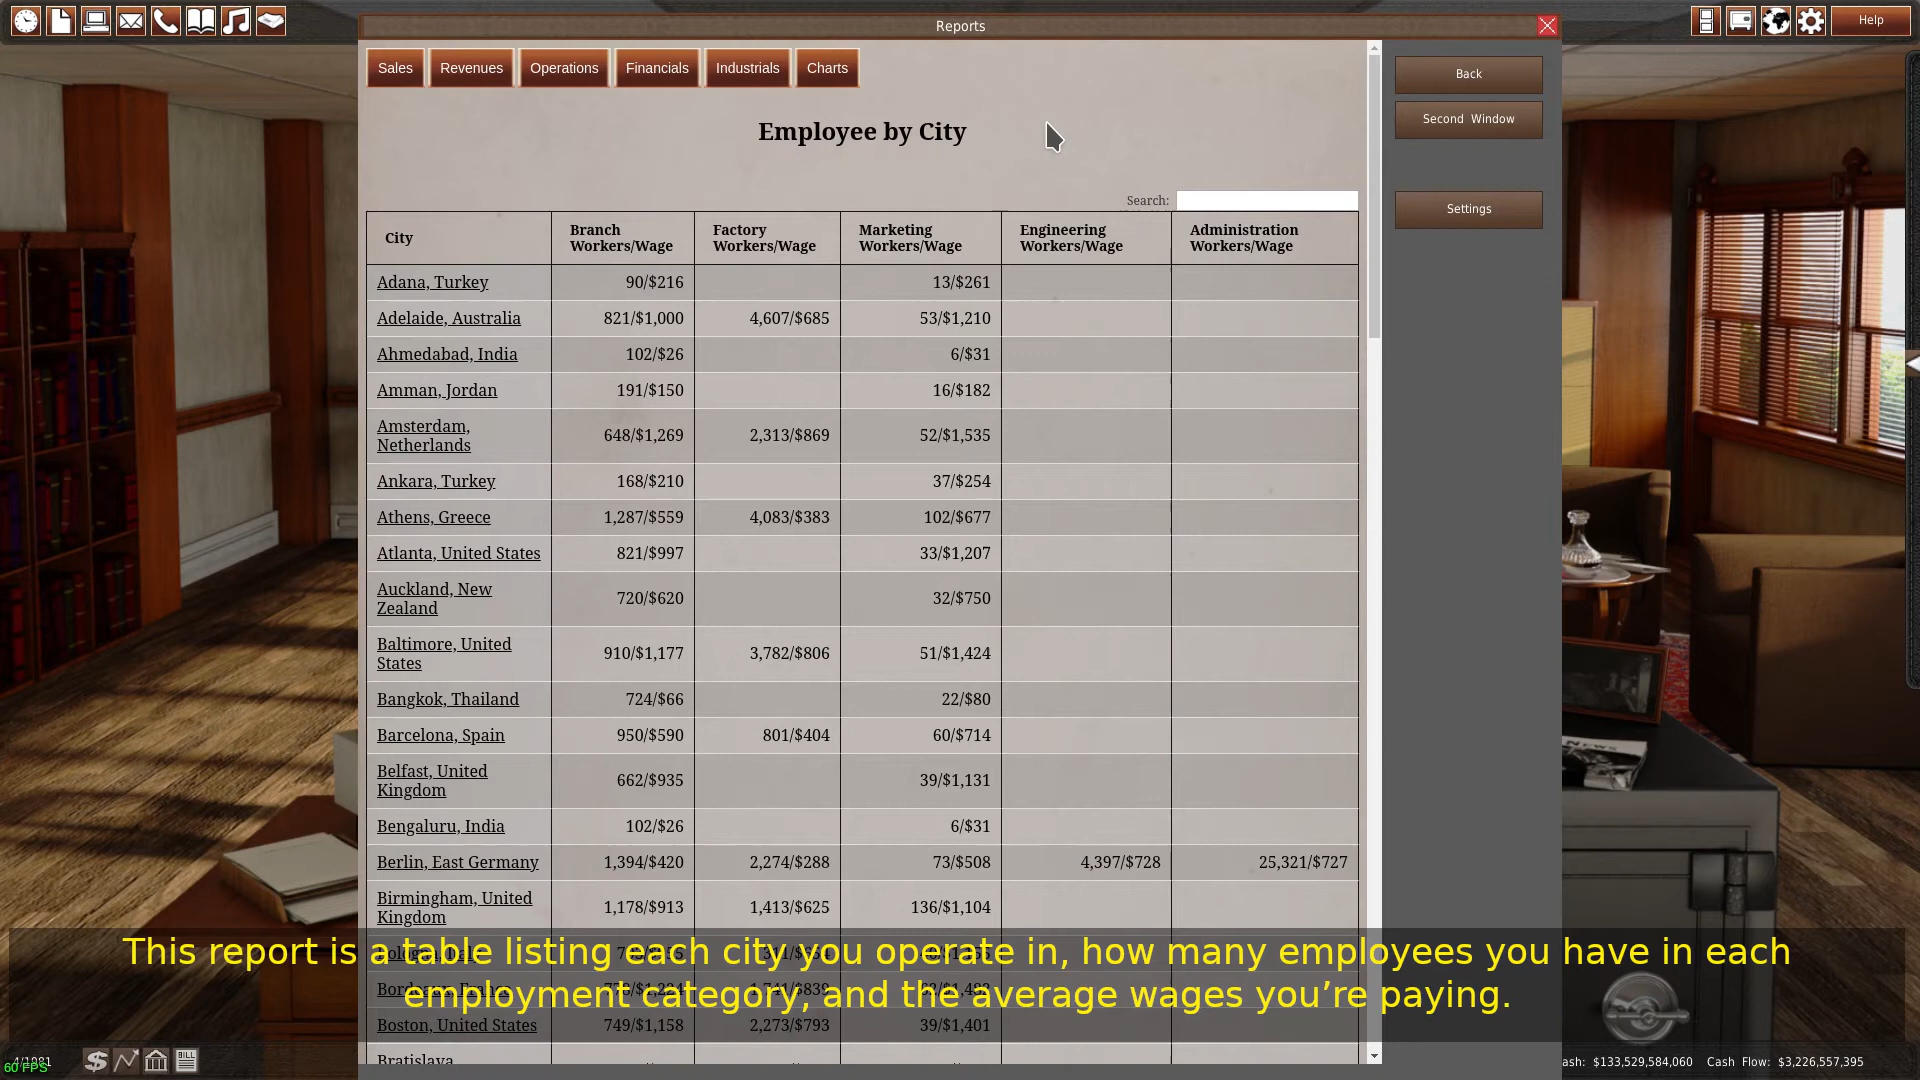 Reports
Help
Sales Revenues Operations Financials Industrials Charts
Back
Second Window
Settings
Employee by City
Search:
City Branch Workers/Wage Factory Workers/Wage Marketing Workers/Wage Engineering Workers/Wage Administration Workers/Wage
Adana, Turkey 90/$216 13/$261
Adelaide, Australia 821/$1,000 4,607/$685 53/$1,210
Ahmedabad, India 102/$26 6/$31
Amman, Jordan 191/$150 16/$182
Amsterdam, Netherlands 648/$1,269 2,313/$869 52/$1,535
Ankara, Turkey 168/$210 37/$254
Athens, Greece 1,287/$559 4,083/$383 102/$677
Atlanta, United States 821/$997 33/$1,207
Auckland, New Zealand 720/$620 32/$750
Baltimore, United States 910/$1,177 3,782/$806 51/$1,424
Bangkok, Thailand 724/$66 22/$80
Barcelona, Spain 950/$590 801/$404 60/$714
Belfast, United Kingdom 662/$935 39/$1,131
Bengaluru, India 102/$26 6/$31
Berlin, East Germany 1,394/$420 2,274/$288 73/$508 4,397/$728 25,321/$727
Birmingham, United Kingdom 1,178/$913 1,413/$625 136/$1,104
This report is a table listing each city you operate in, how many employees you have in each
employment category, and the average wages you're paying.
Bordeaux, France
Boston, United States 749/$1,158 2,273/$793 39/$1,401
Bratislava
60 FPS
BILL
ash: $133,529,584,060 Cash Flow: $3,226,557,395